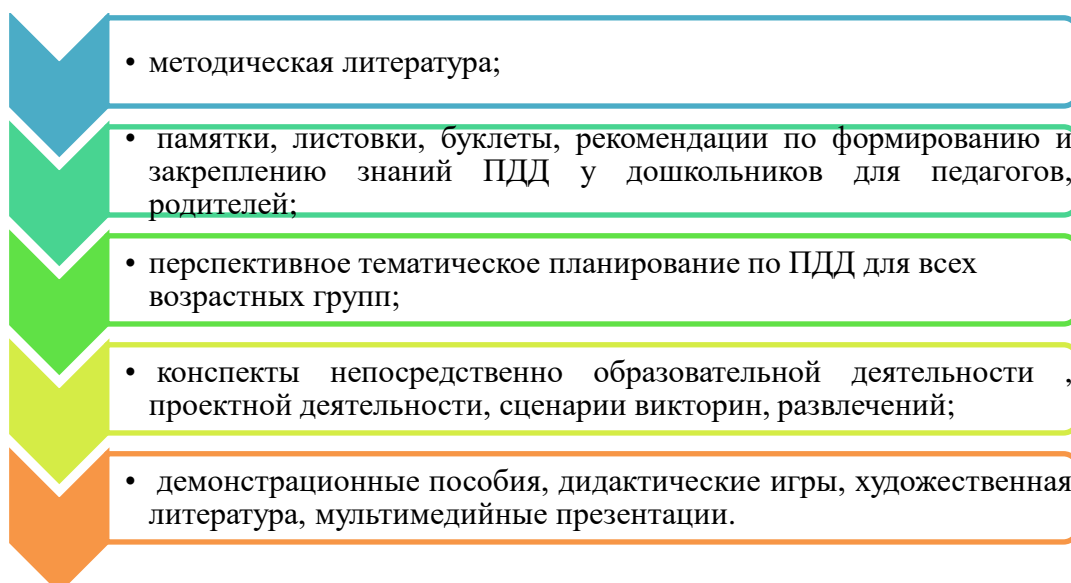 • методическая литература;
• памятки, листовки, буклеты, рекомендации по формированию и
закреплению знаний ПДД у дошкольников для педагогов,
родителей;
• перспективное тематическое планирование по ПДД для всех
возрастных групп;
• конспекты непосредственно образовательной деятельности ,
проектной деятельности, сценарии викторин, развлечений;
• демонстрационные пособия, дидактические игры, художественная
литература, мультимедийные презентации.